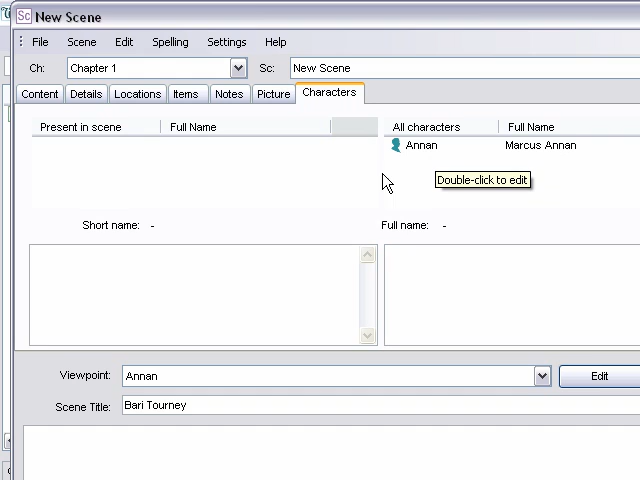 Sc New Scene
File Scene Edit Spelling Settings Help
Ch: Chapter 1 Sc: New Scene
Content Details Locations Items Notes Picture Characters
Present in scene Full Name All characters Full Name
Annan Marcus Annan
Double-click to edit
Short name: - Full name: -
Viewpoint: Annan Edit
Scene Title: Bari Tourney